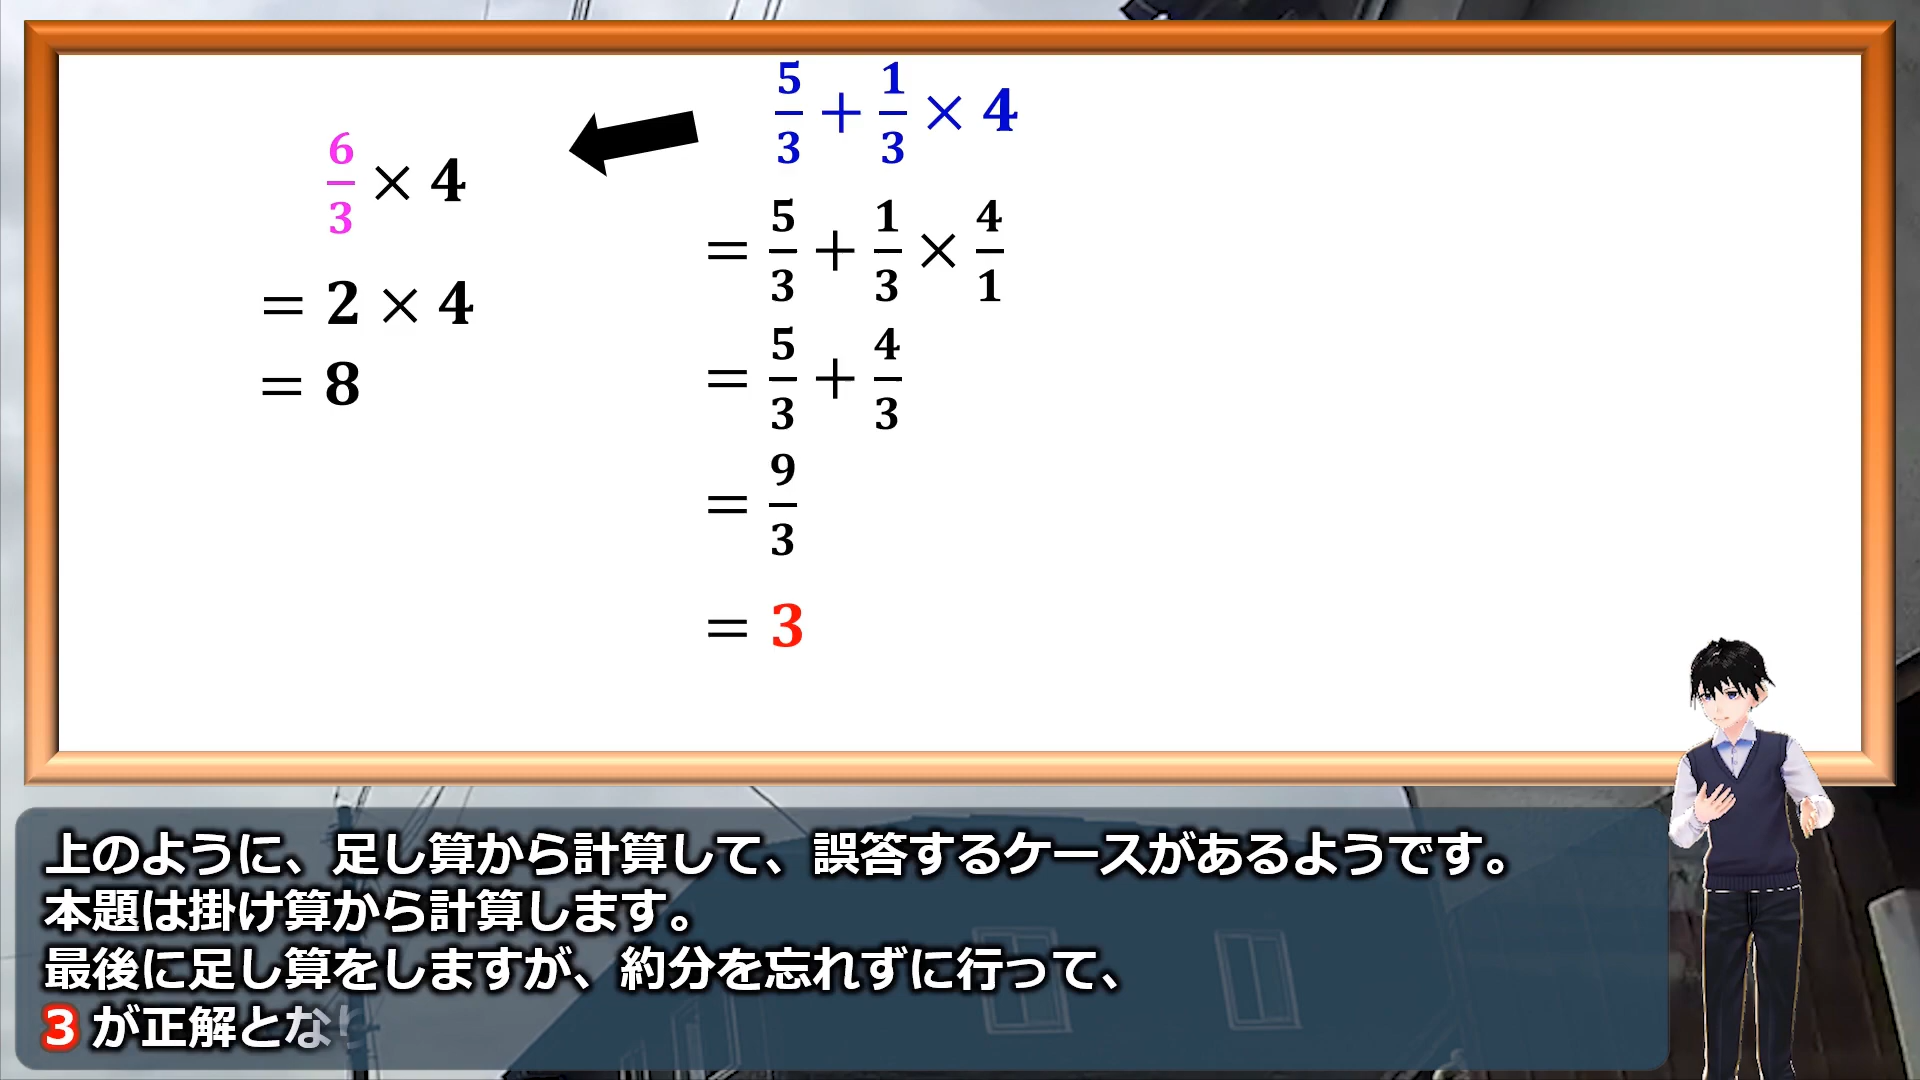 6/3 × 4
= 2 × 4
= 8
5/3 + 1/3 × 4
= 5/3 + 1/3 × 4/1
= 5/3 + 4/3
= 9/3
= 3
上のように、足し算から計算して、誤答するケースがあるようです。
本題は掛け算から計算します。
最後に足し算をしますが、約分を忘れずに行って、
3 が正解となり